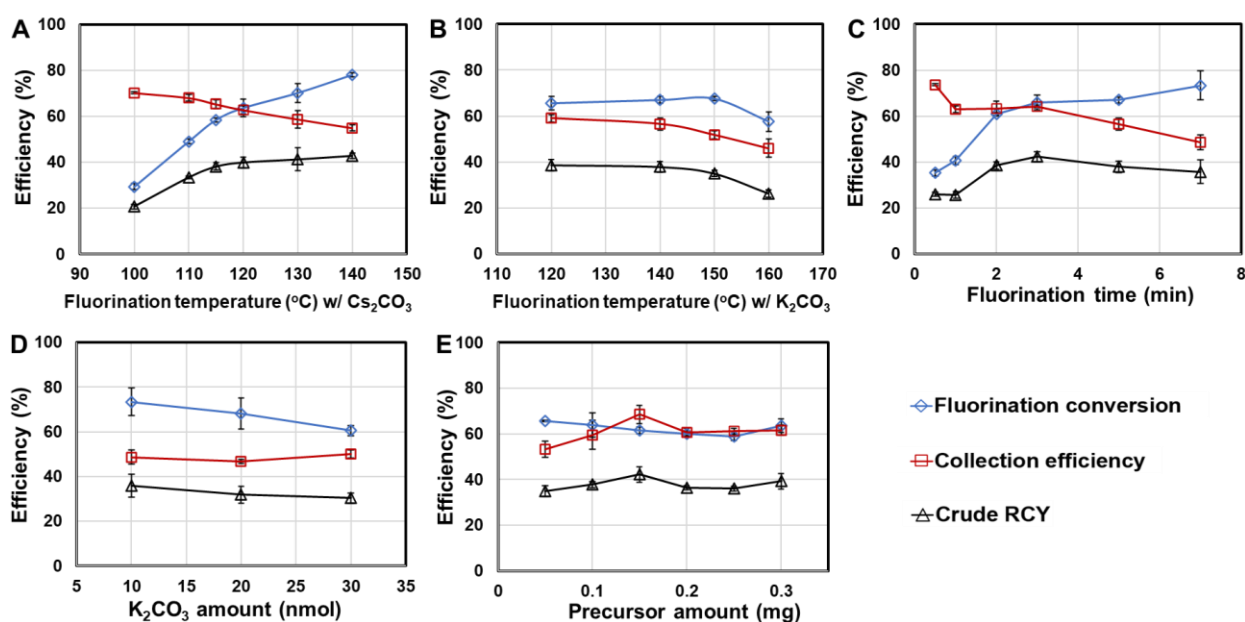 A
B
C
100
80
60
40
20
0
Efficiency (%)
90 100 110 120 130 140 150
Fluorination temperature (°C) w/ Cs₂CO₃
100
80
60
40
20
0
Efficiency (%)
110 120 130 140 150 160 170
Fluorination temperature (°C) w/ K₂CO₃
100
80
60
40
20
0
Efficiency (%)
0 2 4 6 8
Fluorination time (min)
D
E
100
80
60
40
20
0
Efficiency (%)
5 10 15 20 25 30 35
K₂CO₃ amount (nmol)
100
80
60
40
20
0
Efficiency (%)
0 0.1 0.2 0.3
Precursor amount (mg)
Fluorination conversion
Collection efficiency
Crude RCY